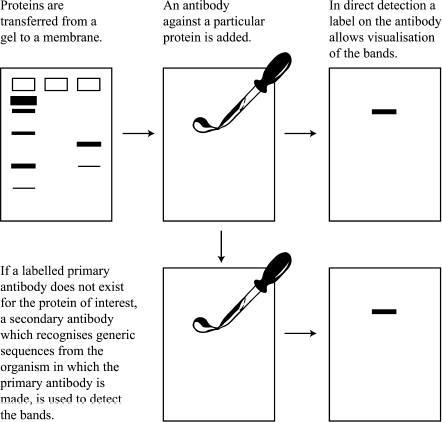 Proteins are
transferred from a
gel to a membrane.
An antibody
against a particular
protein is added.
In direct detection a
label on the antibody
allows visualisation
of the bands.
If a labelled primary
antibody does not exist
for the protein of interest,
a secondary antibody
which recognises generic
sequences from the
organism in which the
primary antibody is
made, is used to detect
the bands.